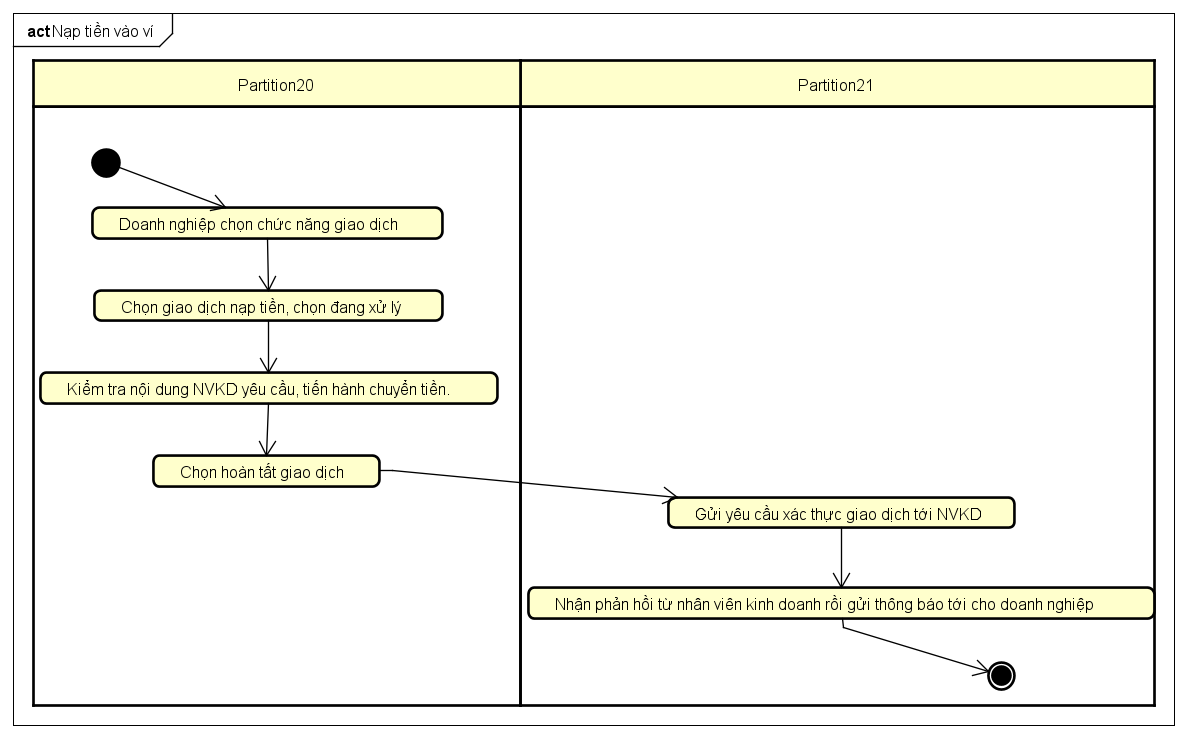 act Nạp tiền vào ví
Partition20
Partition21
Doanh nghiệp chọn chức năng giao dịch
Chọn giao dịch nạp tiền, chọn đang xử lý
Kiểm tra nội dung NVKD yêu cầu, tiến hành chuyển tiền.
Chọn hoàn tất giao dịch
Gửi yêu cầu xác thực giao dịch tới NVKD
Nhận phản hồi từ nhân viên kinh doanh rồi gửi thông báo tới cho doanh nghiệp